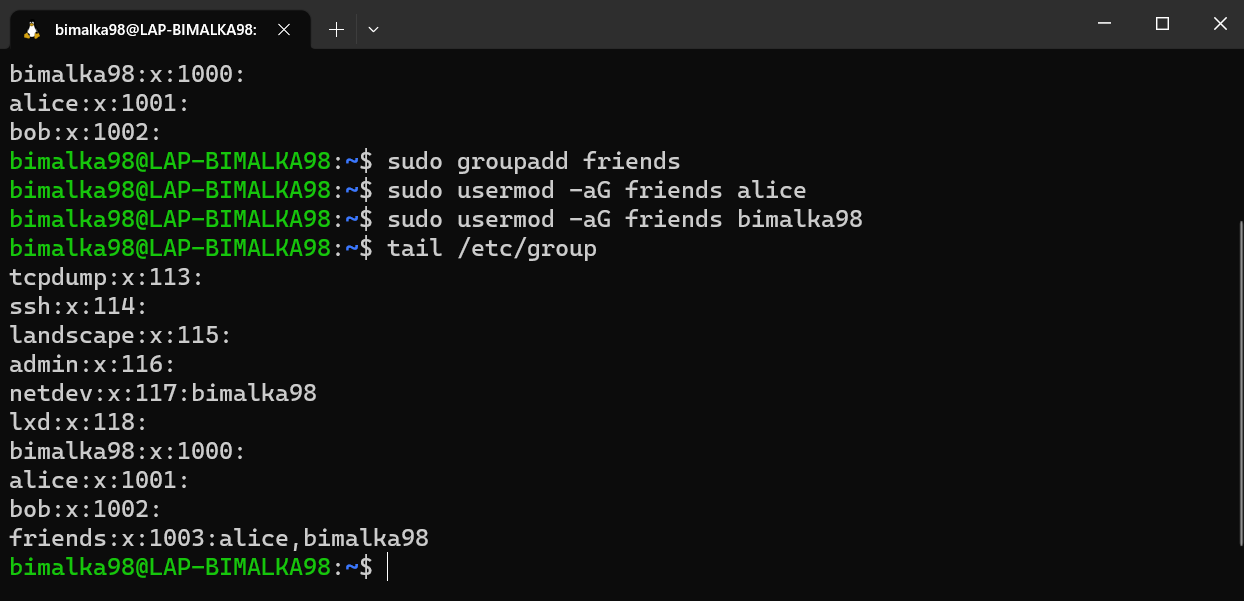 bimalka98@LAP-BIMALKA98:
bimalka98:x:1000:
alice:x:1001:
bob:x:1002:
bimalka98@LAP-BIMALKA98:~$ sudo groupadd friends
bimalka98@LAP-BIMALKA98:~$ sudo usermod -aG friends alice
bimalka98@LAP-BIMALKA98:~$ sudo usermod -aG friends bimalka98
bimalka98@LAP-BIMALKA98:~$ tail /etc/group
tcpdump:x:113:
ssh:x:114:
landscape:x:115:
admin:x:116:
netdev:x:117:bimalka98
lxd:x:118:
bimalka98:x:1000:
alice:x:1001:
bob:x:1002:
friends:x:1003:alice,bimalka98
bimalka98@LAP-BIMALKA98:~$